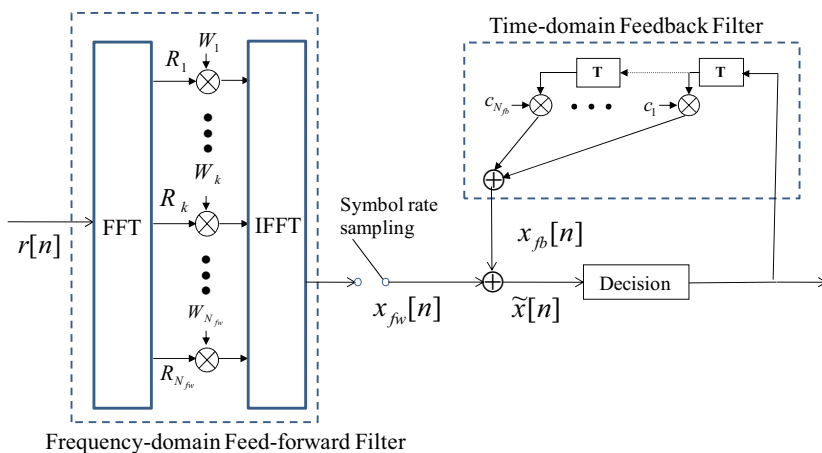 Time-domain Feedback Filter
T
T
c_{N_{fb}}
c_1
W_1
R_1
W_k
R_k
FFT
IFFT
r[n]
Symbol rate
sampling
x_{fb}[n]
x_{fw}[n]
x̃[n]
Decision
W_{N_{fw}}
R_{N_{fw}}
Frequency-domain Feed-forward Filter